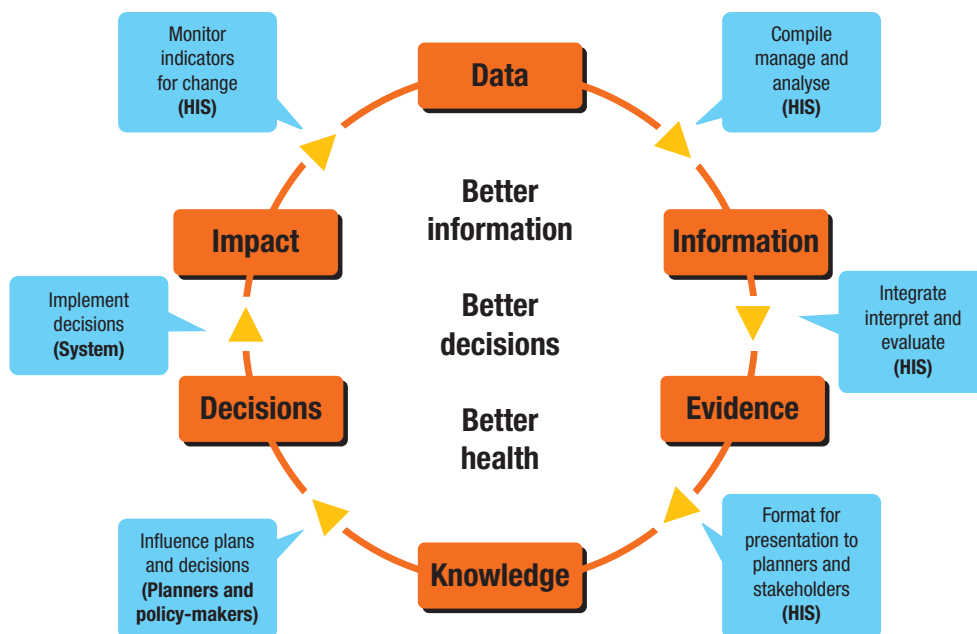 Monitor
indicators
for change
(HIS)
Data
Compile
manage and
analyse
(HIS)
Better
information
Impact
Information
Implement
decisions
(System)
Better
decisions
Integrate
interpret and
evaluate
(HIS)
Decisions
Evidence
Better
health
Influence plans
and decisions
(Planners and
policy-makers)
Knowledge
Format for
presentation to
planners and
stakeholders
(HIS)